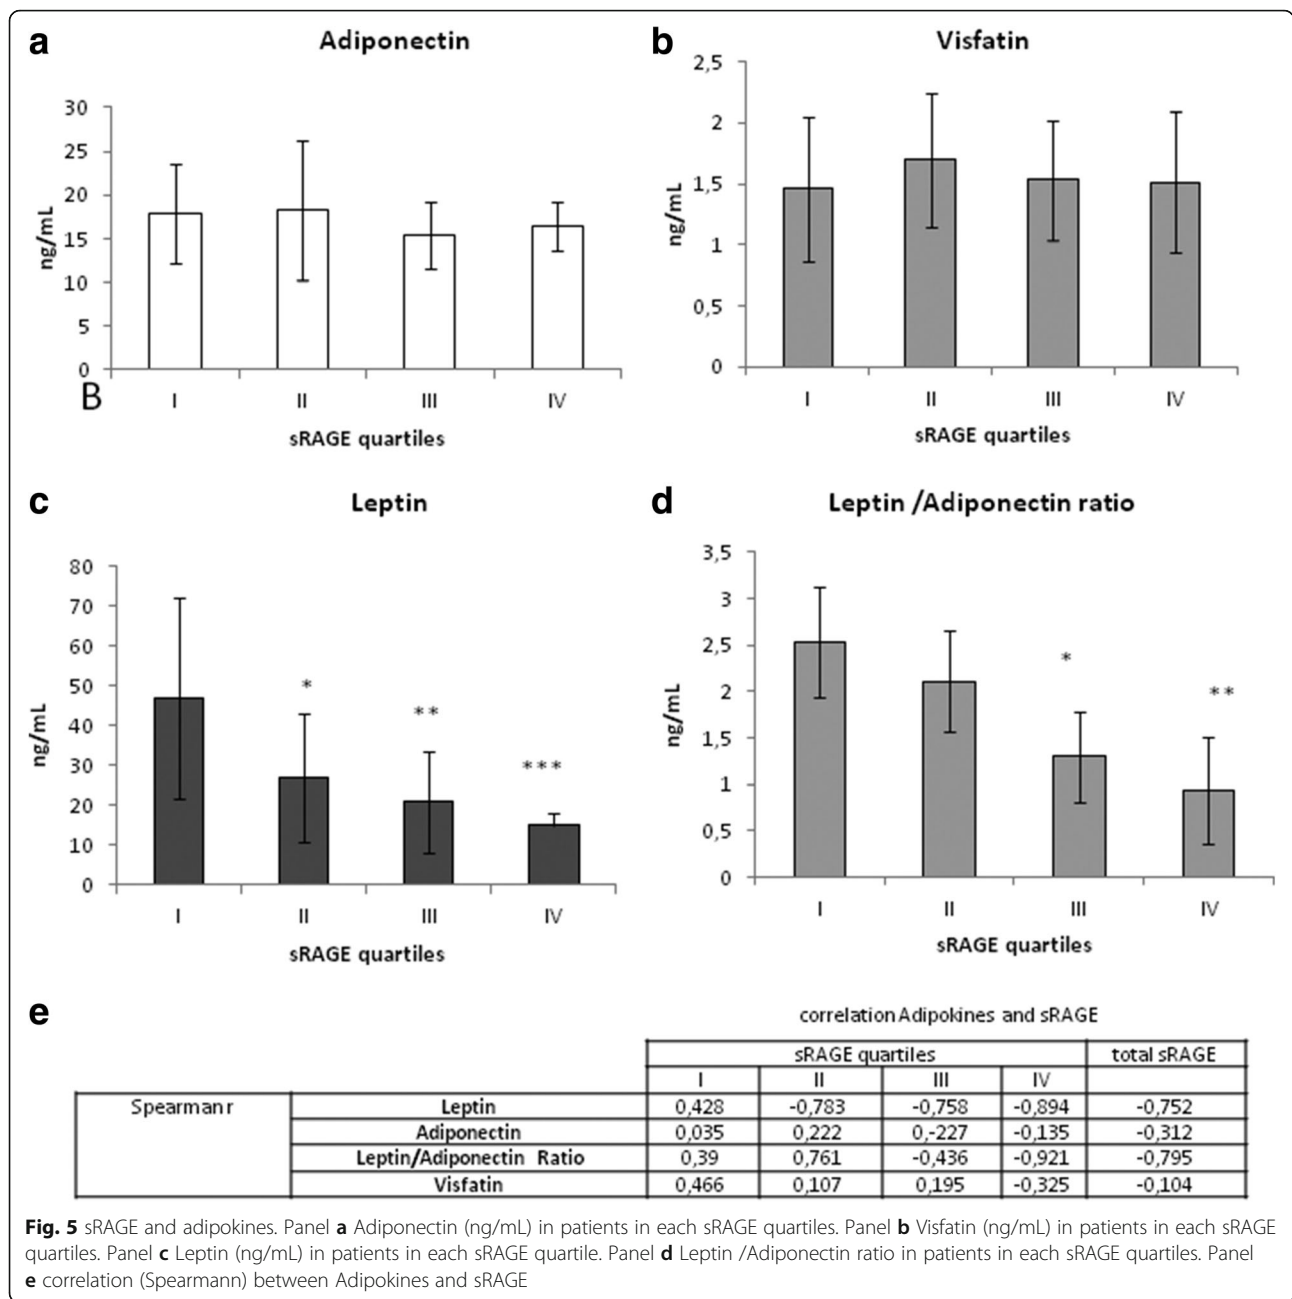 a Adiponectin
30
25
20
15
10
5
0
ng/mL
B I II III IV
sRAGE quartiles
b Visfatin
2,5
2
1,5
1
0,5
0
ng/mL
I II III IV
sRAGE quartiles
c Leptin
80
70
60
50
40
30
20
10
0
ng/mL
* ** ***
I II III IV
sRAGE quartiles
d Leptin /Adiponectin ratio
3,5
3
2,5
2
1,5
1
0,5
0
ng/mL
* **
I II III IV
sRAGE quartiles
e correlation Adipokines and sRAGE
sRAGE quartiles total sRAGE
I II III IV
Spearman r Leptin 0,428 -0,783 -0,758 -0,894 -0,752
Adiponectin 0,035 0,222 0,-227 -0,135 -0,312
Leptin/Adiponectin Ratio 0,39 0,761 -0,436 -0,921 -0,795
Visfatin 0,466 0,107 0,195 -0,325 -0,104
Fig. 5 sRAGE and adipokines. Panel a Adiponectin (ng/mL) in patients in each sRAGE quartiles. Panel b Visfatin (ng/mL) in patients in each sRAGE
quartiles. Panel c Leptin (ng/mL) in patients in each sRAGE quartile. Panel d Leptin /Adiponectin ratio in patients in each sRAGE quartiles. Panel
e correlation (Spearmann) between Adipokines and sRAGE